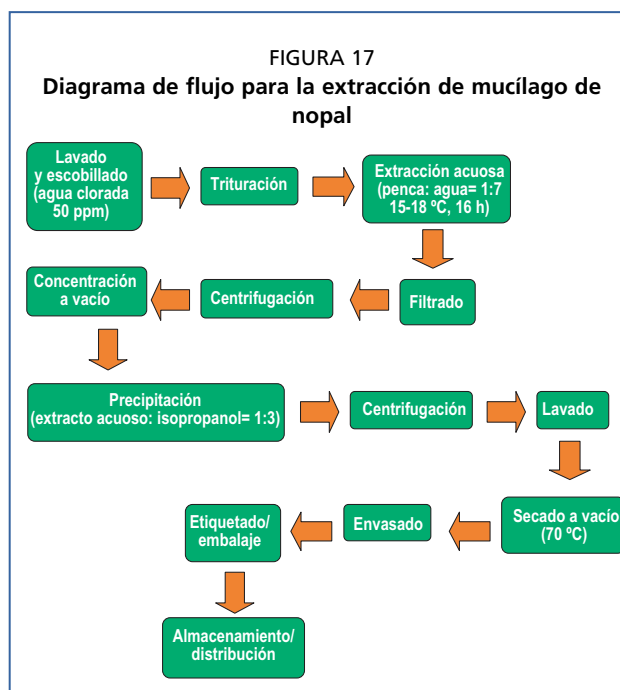 FIGURA 17
Diagrama de flujo para la extracción de mucílago de
nopal
Lavado
y escobillado
(agua clorada
50 ppm)
Trituración
Extracción acuosa
(penca: agua= 1:7
15-18 ºC, 16 h)
Filtrado
Centrifugación
Concentración
a vacío
Precipitación
(extracto acuoso: isopropanol= 1:3)
Centrifugación
Lavado
Secado a vacío
(70 ºC)
Envasado
Etiquetado/
embalaje
Almacenamiento/
distribución